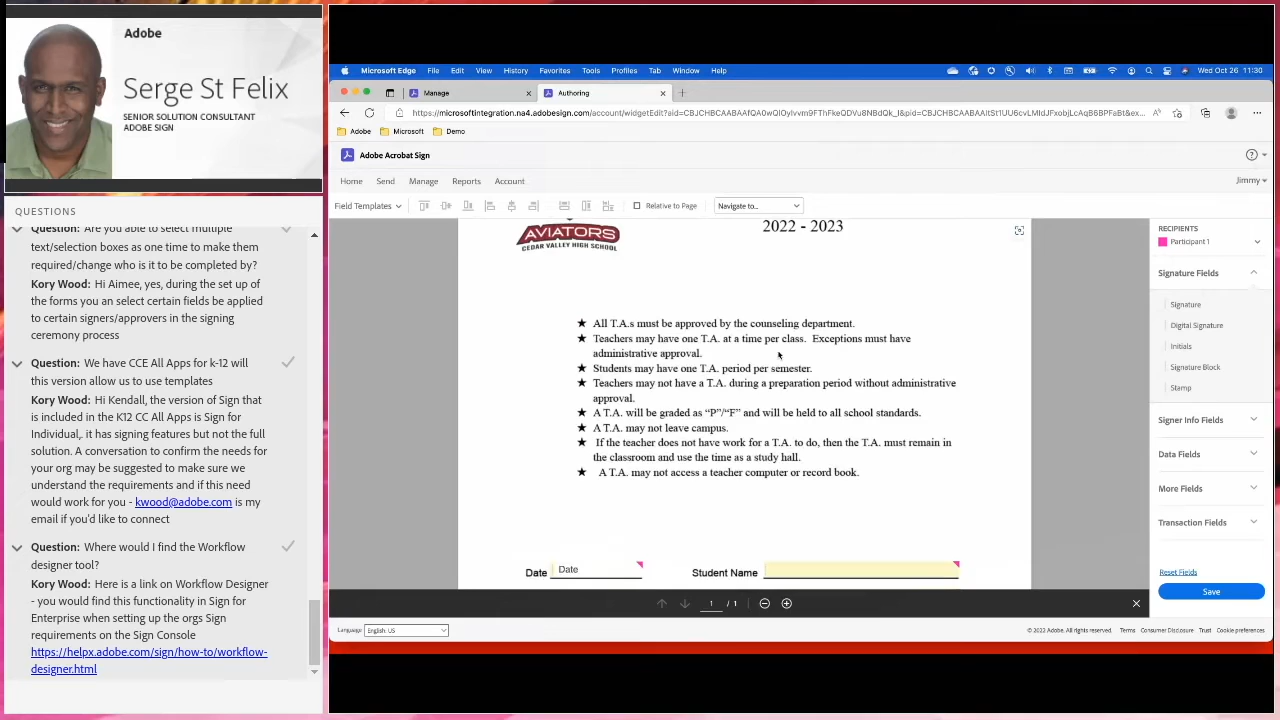 Adobe
Serge St Felix
SENIOR SOLUTION CONSULTANT
ADOBE SIGN
QUESTIONS
Question: Are you able to select multiple
text/selection boxes as one time to make them
required/change who is it to be completed by?
Kory Wood: Hi Aimee, yes, during the set up of
the forms you an select certain fields be applied
to certain signers/approvers in the signing
ceremony process
Question: We have CCE All Apps for k-12 will
this version allow us to use templates
Kory Wood: Hi Kendall, the version of Sign that
is included in the K12 CC All Apps is Sign for
Individual,. it has signing features but not the full
solution. A conversation to confirm the needs for
your org may be suggested to make sure we
understand the requirements and if this need
would work for you - kwood@adobe.com is my
email if you'd like to connect
Question: Where would I find the Workflow
designer tool?
Kory Wood: Here is a link on Workflow Designer
- you would find this functionality in Sign for
Enterprise when setting up the orgs Sign
requirements on the Sign Console
https://helpx.adobe.com/sign/how-to/workflow-
designer.html
Microsoft Edge File Edit View History Favorites Tools Profiles Tab Window Help
Wed Oct 26 11:30
Manage
Authoring
Adobe Microsoft Demo
Adobe Acrobat Sign
Home Send Manage Reports Account
Jimmy
Field Templates
Relative to Page
Navigate to...
AVIATORS
CEDAR VALLEY HIGH SCHOOL
2022 - 2023
★ All T.A.s must be approved by the counseling department.
★ Teachers may have one T.A. at a time per class. Exceptions must have
administrative approval.
★ Students may have one T.A. period per semester.
★ Teachers may not have a T.A. during a preparation period without administrative
approval.
★ A T.A. will be graded as “P”/“F” and will be held to all school standards.
★ A T.A. may not leave campus.
★ If the teacher does not have work for a T.A. to do, then the T.A. must remain in
the classroom and use the time as a study hall.
★ A T.A. may not access a teacher computer or record book.
Date Date Student Name
RECIPIENTS
Participant 1
Signature Fields
Signature
Digital Signature
Initials
Signature Block
Stamp
Signer Info Fields
Data Fields
More Fields
Transaction Fields
Reset Fields
Save
1 / 1
Language English: US
© 2022 Adobe. All rights reserved. Terms Consumer Disclosure Trust Cookie preferences